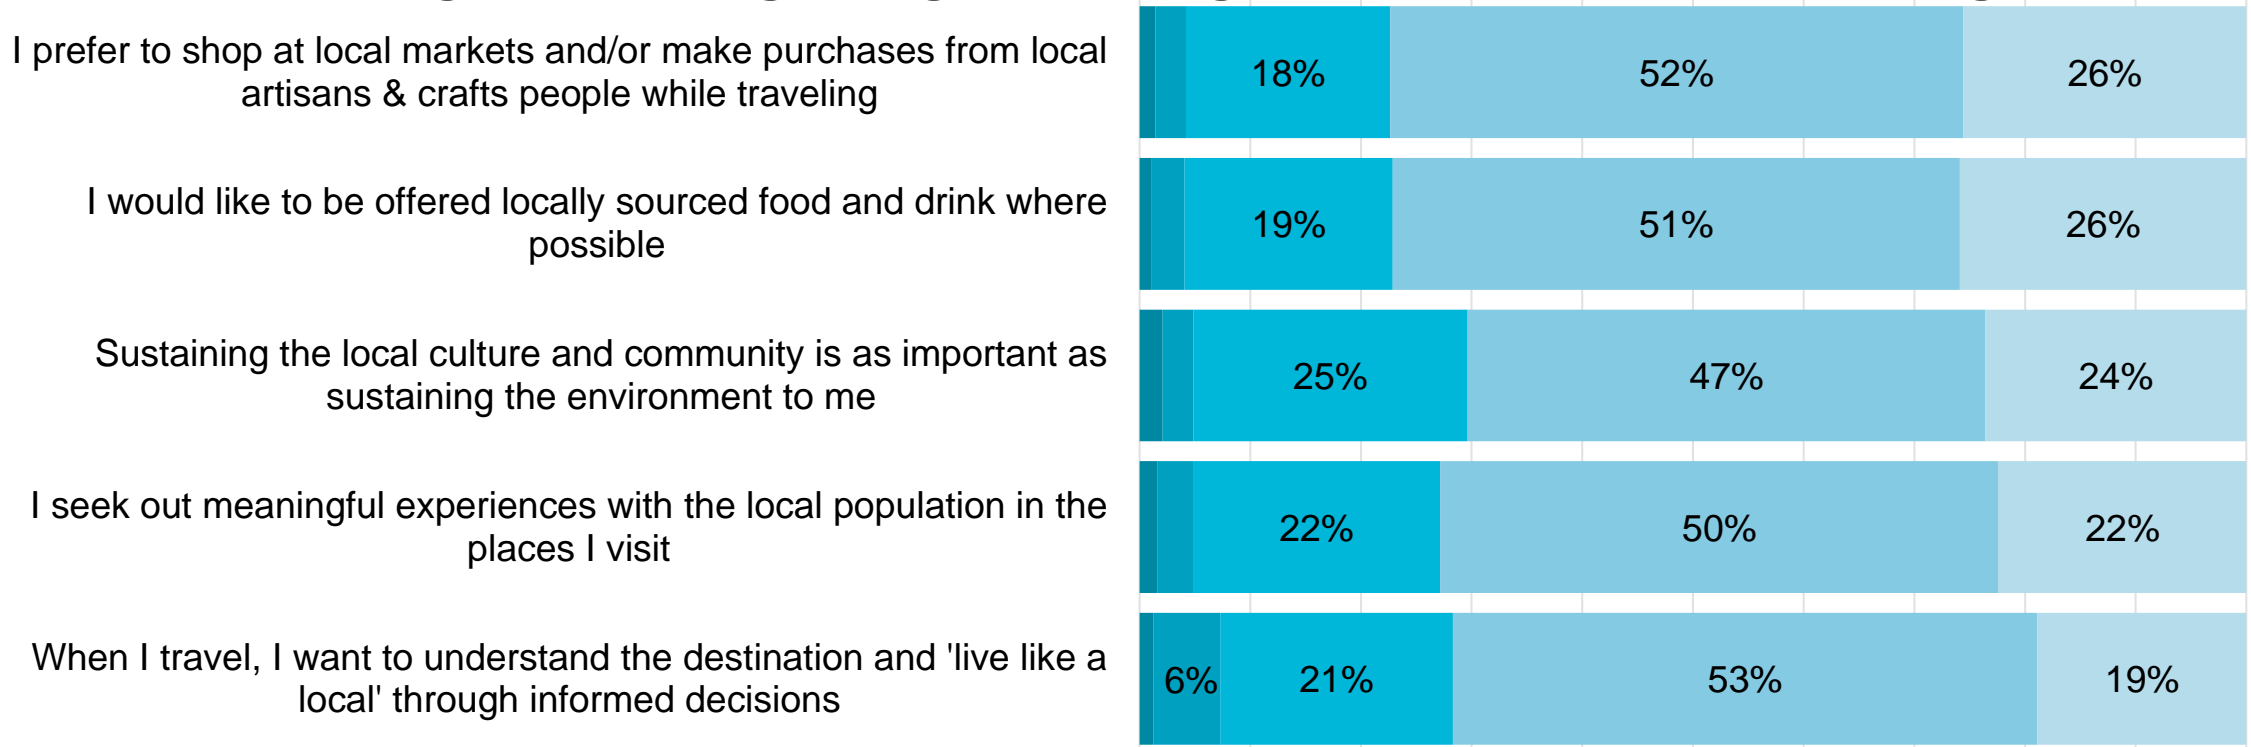 I prefer to shop at local markets and/or make purchases from local
artisans & crafts people while traveling
18%
52%
26%
I would like to be offered locally sourced food and drink where
possible
19%
51%
26%
Sustaining the local culture and community is as important as
sustaining the environment to me
25%
47%
24%
I seek out meaningful experiences with the local population in the
places I visit
22%
50%
22%
When I travel, I want to understand the destination and 'live like a
local' through informed decisions
6%
21%
53%
19%